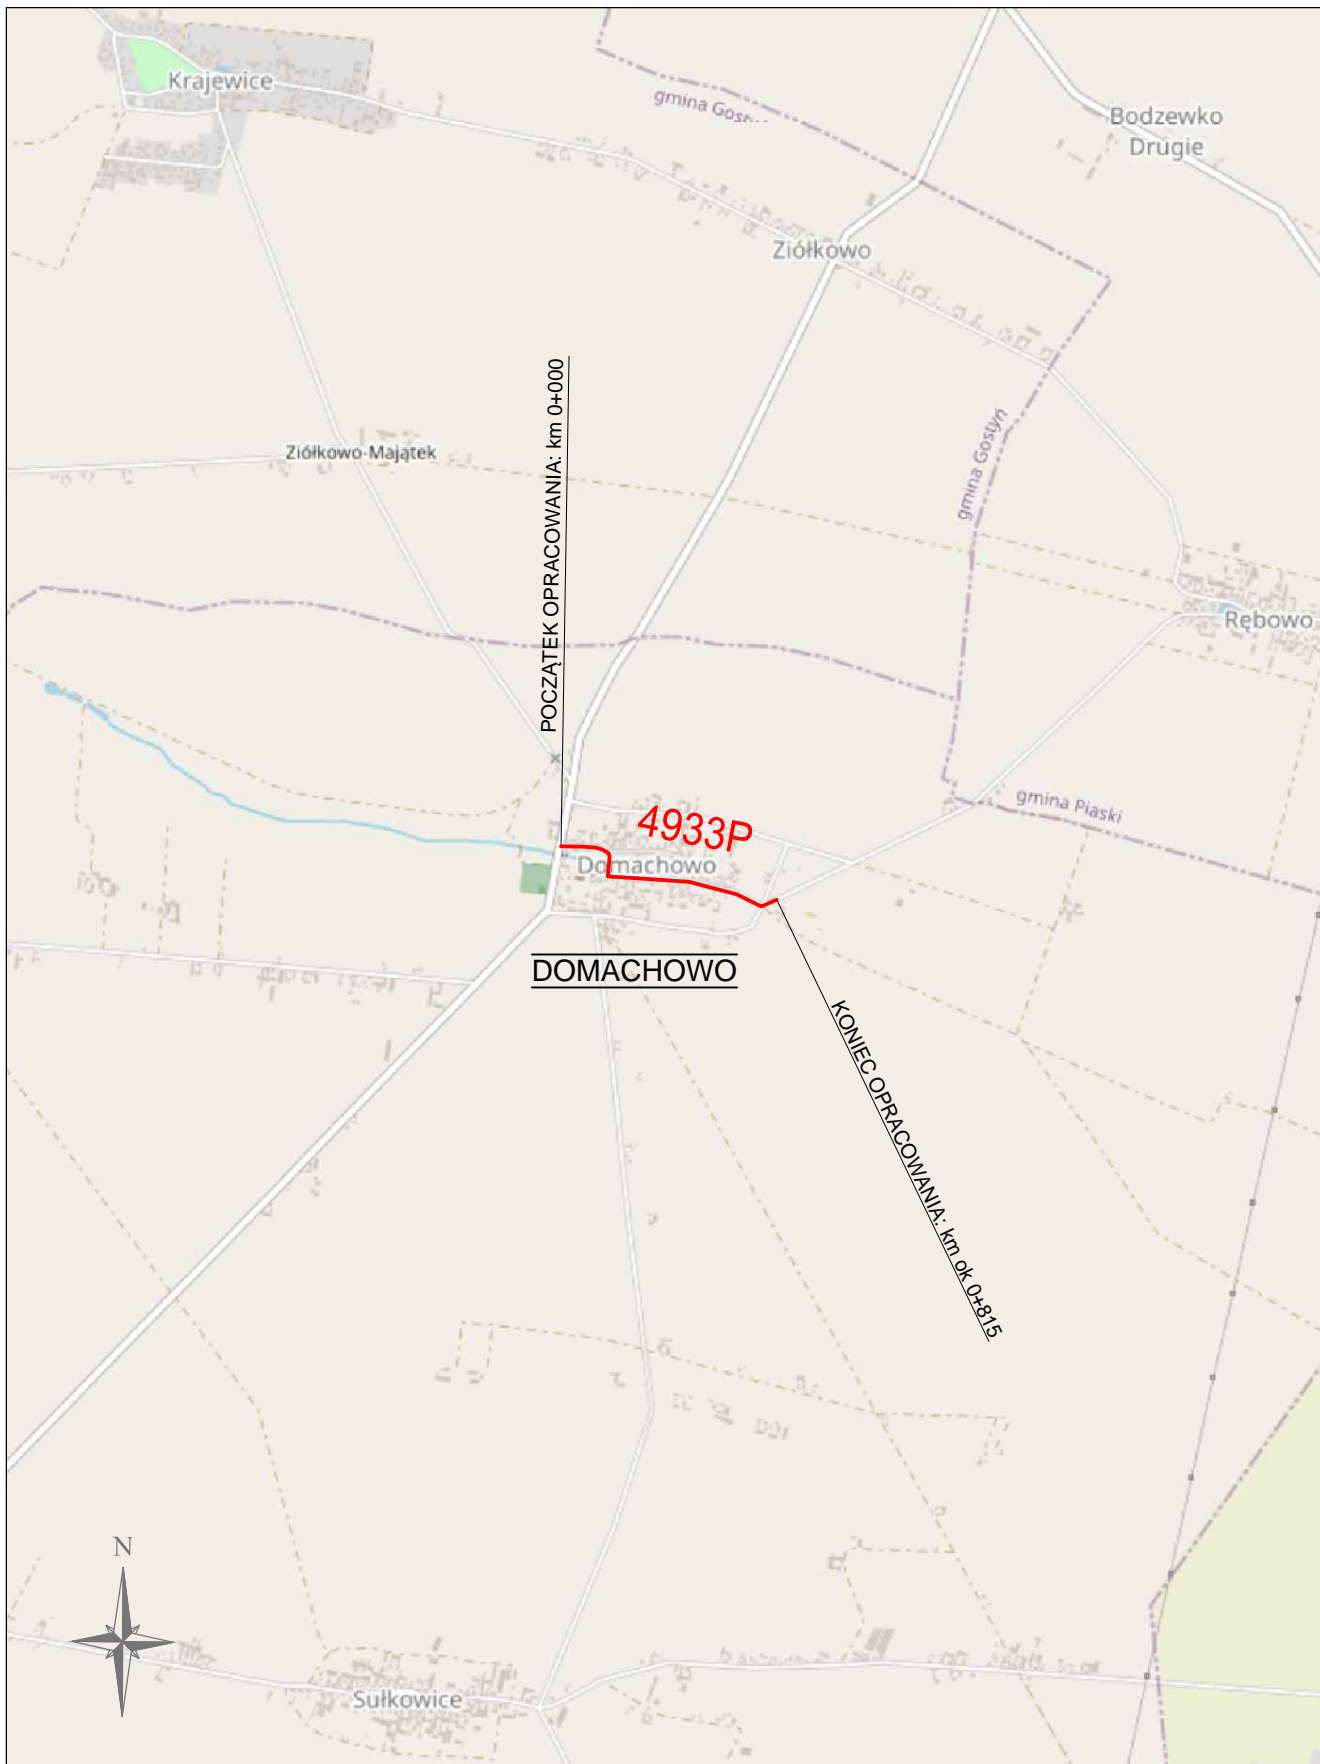 Krajewice
gmina Gosty
Bodzewko
Drugie
Ziółkowo
POCZĄTEK OPRACOWANIA: km 0+000
Ziółkowo-Majątek
gmina Gostyń
Rębowo
gmina Piaski
4933P
Domachowo
DOMACHOWO
KONIEC OPRACOWANIA: km ok 0+815
N
Sułkowice